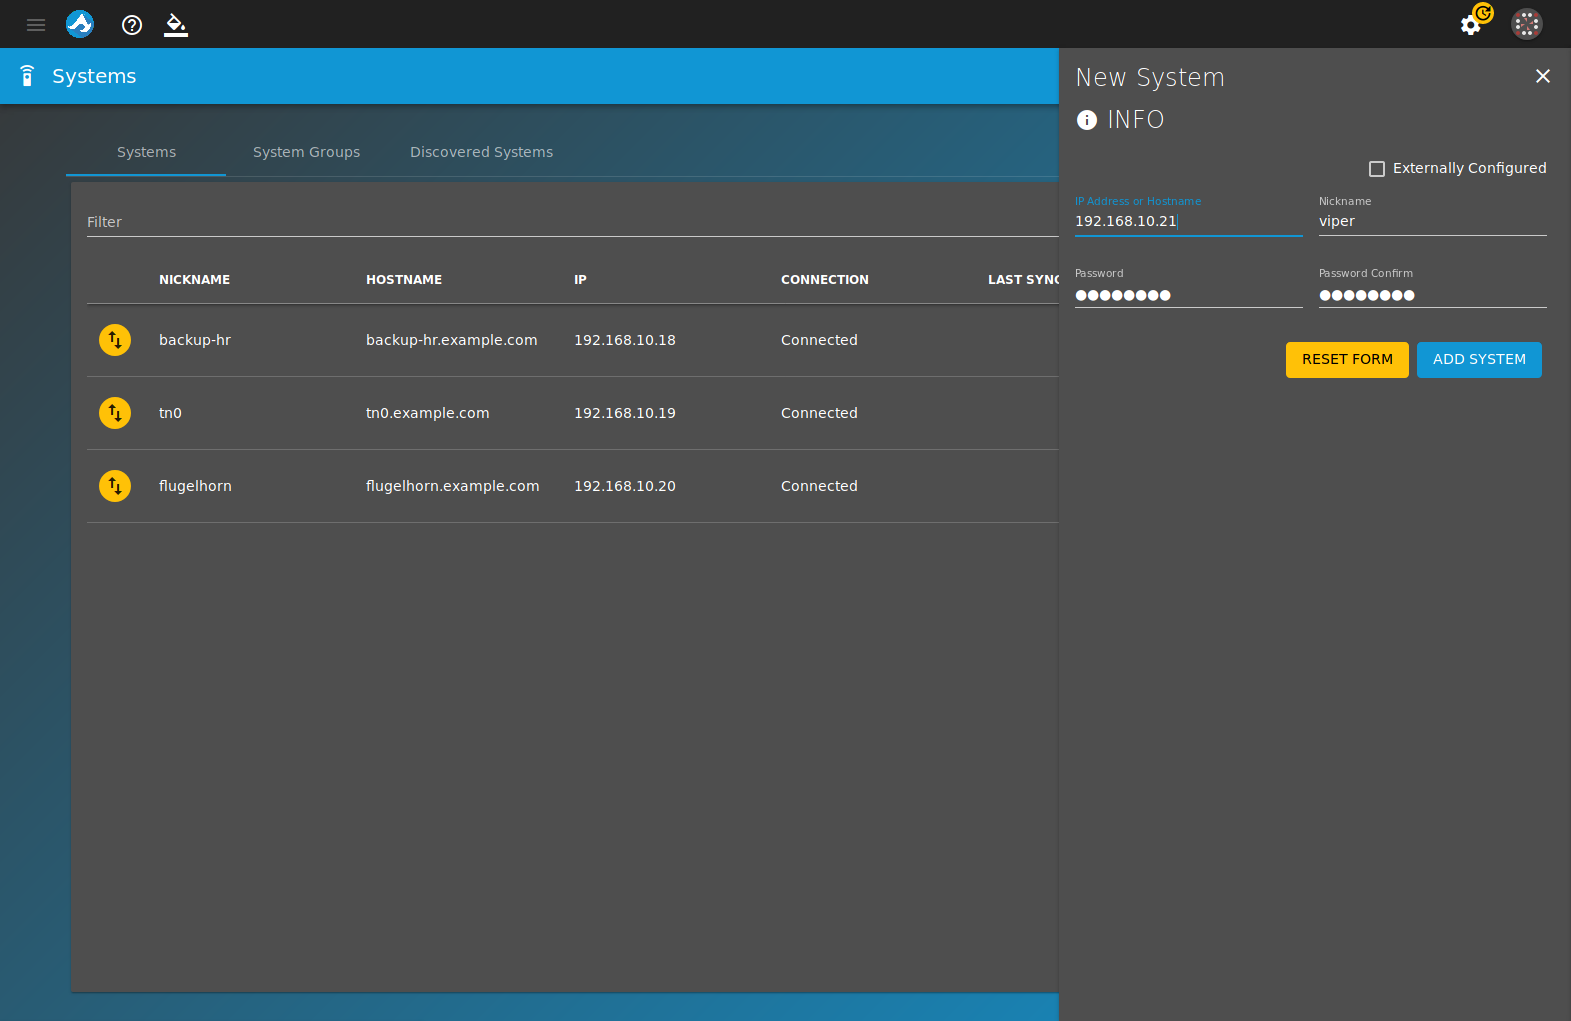 Systems
Systems System Groups Discovered Systems
Filter
NICKNAME HOSTNAME IP CONNECTION LAST SYNC
backup-hr backup-hr.example.com 192.168.10.18 Connected
tn0 tn0.example.com 192.168.10.19 Connected
flugelhorn flugelhorn.example.com 192.168.10.20 Connected
New System
INFO
Externally Configured
IP Address or Hostname Nickname
192.168.10.21 viper
Password Password Confirm
●●●●●●●● ●●●●●●●●
RESET FORM ADD SYSTEM